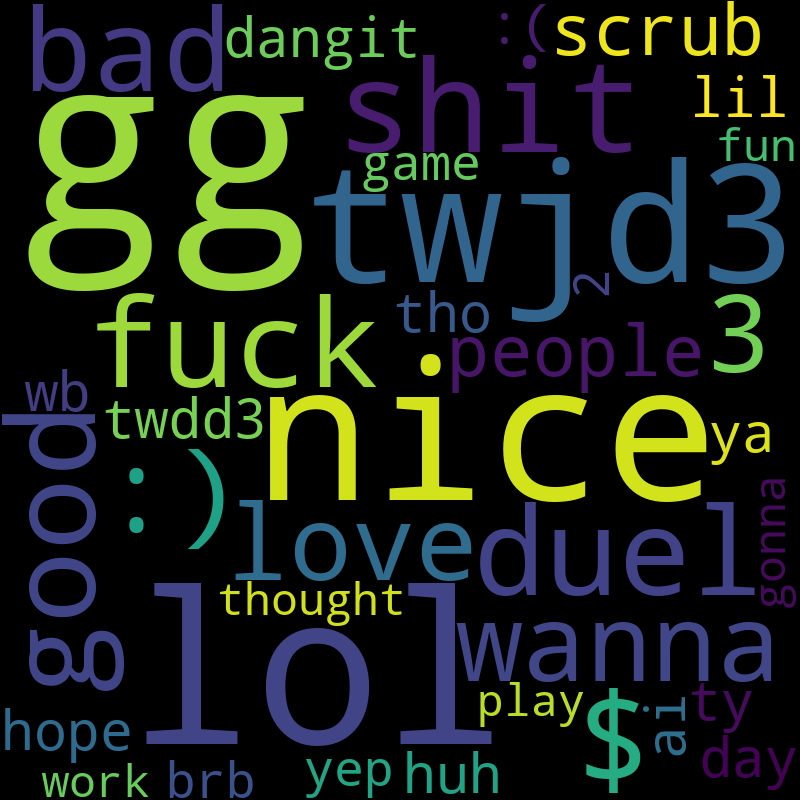 bad
dangit
:(
scrub
gg
shit
lil
game
fun
twjd3
2
fuck
tho
people
3
wb
twdd3
nice
ya
good
:)
love
duel
gonna
thought
lol
wanna
hope
play
$
ai
ty
day
work
brb
yep
huh